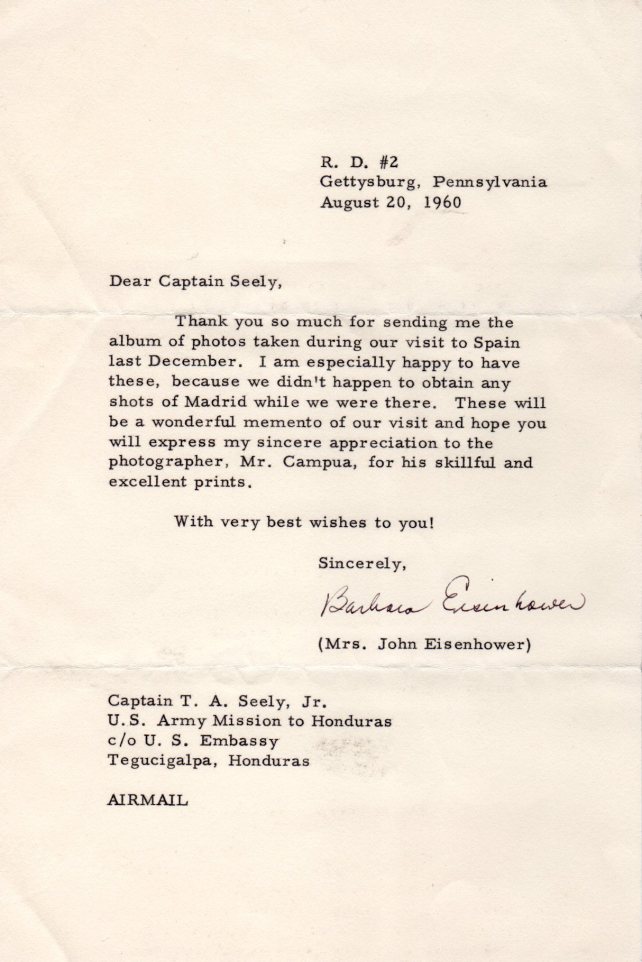 R. D. #2
Gettysburg, Pennsylvania
August 20, 1960
Dear Captain Seely,
Thank you so much for sending me the
album of photos taken during our visit to Spain
last December. I am especially happy to have
these, because we didn't happen to obtain any
shots of Madrid while we were there. These will
be a wonderful memento of our visit and hope you
will express my sincere appreciation to the
photographer, Mr. Campua, for his skillful and
excellent prints.
With very best wishes to you!
Sincerely,
Barbara Eisenhower
(Mrs. John Eisenhower)
Captain T. A. Seely, Jr.
U.S. Army Mission to Honduras
c/o U. S. Embassy
Tegucigalpa, Honduras
AIRMAIL